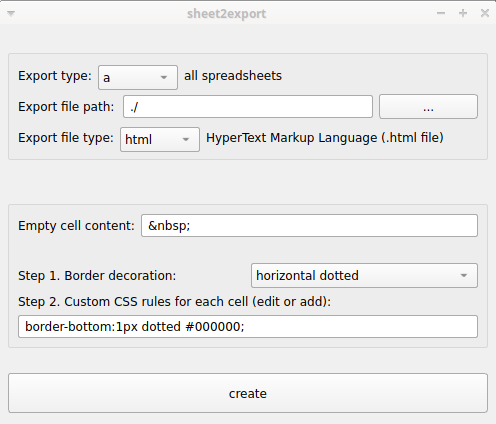 sheet2export
Export type: a all spreadsheets
Export file path: ./ ...
Export file type: html HyperText Markup Language (.html file)
Empty cell content: &nbsp;
Step 1. Border decoration: horizontal dotted
Step 2. Custom CSS rules for each cell (edit or add):
border-bottom:1px dotted #000000;
create